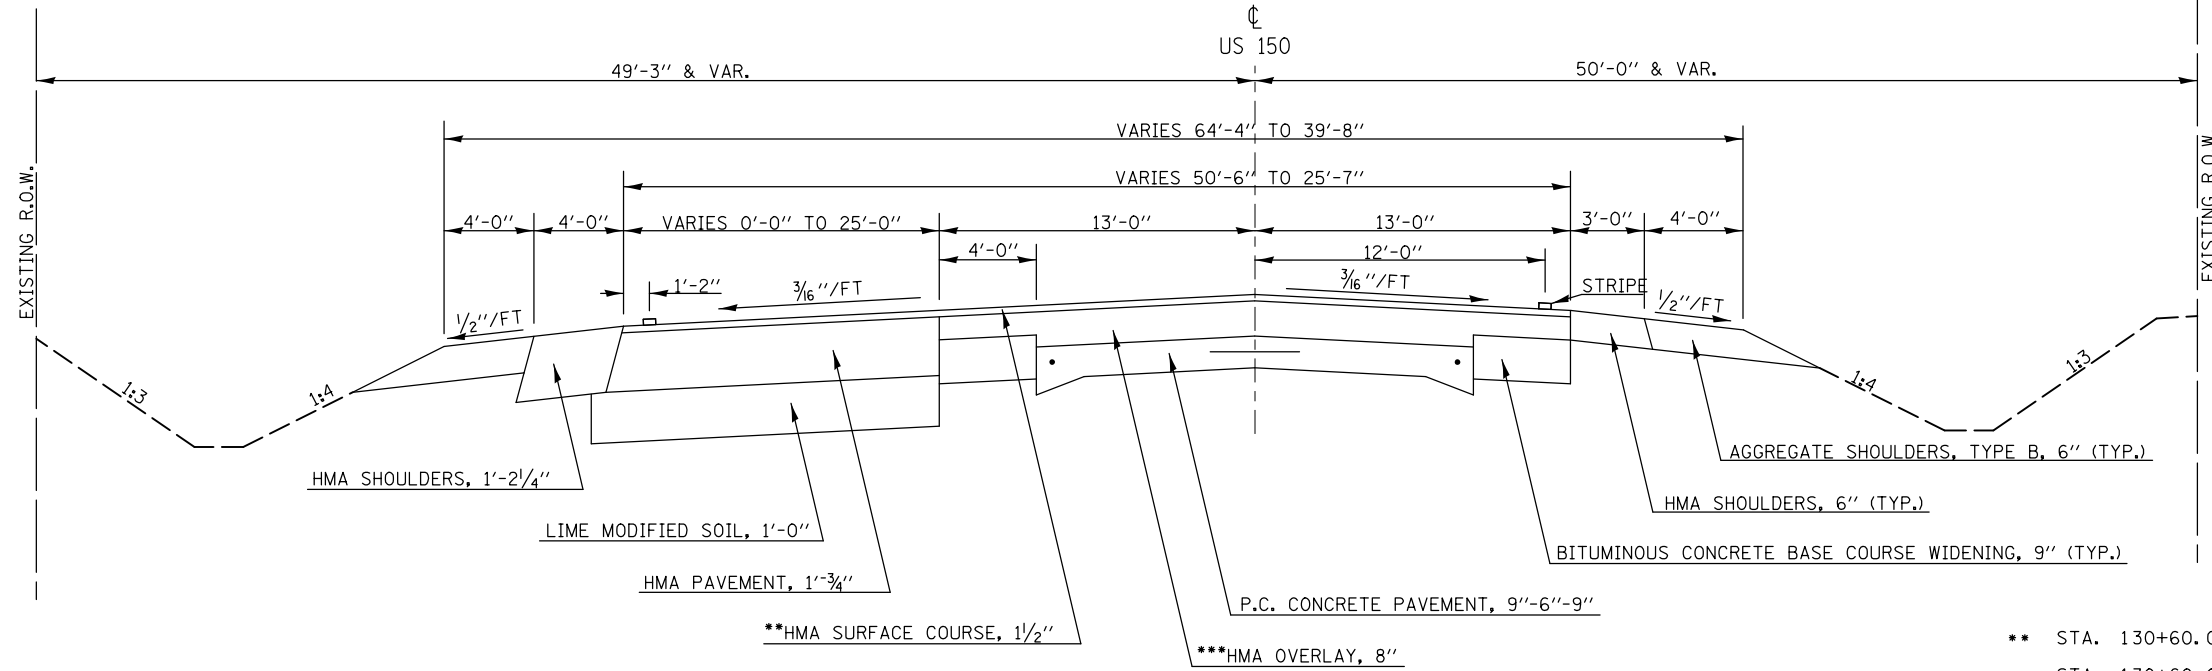 ℄
US 150
49'-3" & VAR.
50'-0" & VAR.
VARIES 64'-4" TO 39'-8"
VARIES 50'-6" TO 25'-7"
4'-0"
4'-0"
VARIES 0'-0" TO 25'-0"
13'-0"
13'-0"
3'-0"
4'-0"
4'-0"
12'-0"
EXISTING R.O.W.
EXISTING R.O.W.
1'-2"
3/16"/FT
3/16"/FT
STRIPE
1/2"/FT
1/2"/FT
1:3
1:4
1:4
1:3
HMA SHOULDERS, 1'-2 1/4"
LIME MODIFIED SOIL, 1'-0"
HMA PAVEMENT, 1'-3/4"
**HMA SURFACE COURSE, 1 1/2"
***HMA OVERLAY, 8"
P.C. CONCRETE PAVEMENT, 9"-6"-9"
BITUMINOUS CONCRETE BASE COURSE WIDENING, 9" (TYP.)
HMA SHOULDERS, 6" (TYP.)
AGGREGATE SHOULDERS, TYPE B, 6" (TYP.)
** STA. 130+60.0